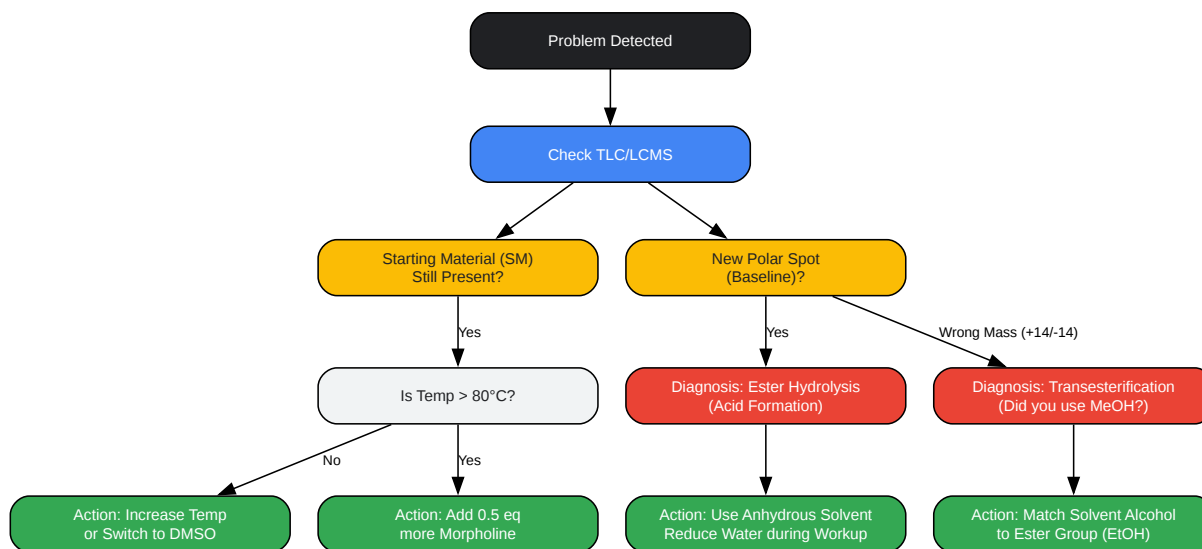 Problem Detected
Check TLC/LCMS
Starting Material (SM)
Still Present?
New Polar Spot
(Baseline)?
Yes
Yes
Wrong Mass (+14/-14)
Is Temp > 80°C?
Diagnosis: Ester Hydrolysis
(Acid Formation)
Diagnosis: Transesterification
(Did you use MeOH?)
No
Yes
Action: Increase Temp
or Switch to DMSO
Action: Add 0.5 eq
more Morpholine
Action: Use Anhydrous Solvent
Reduce Water during Workup
Action: Match Solvent Alcohol
to Ester Group (EtOH)